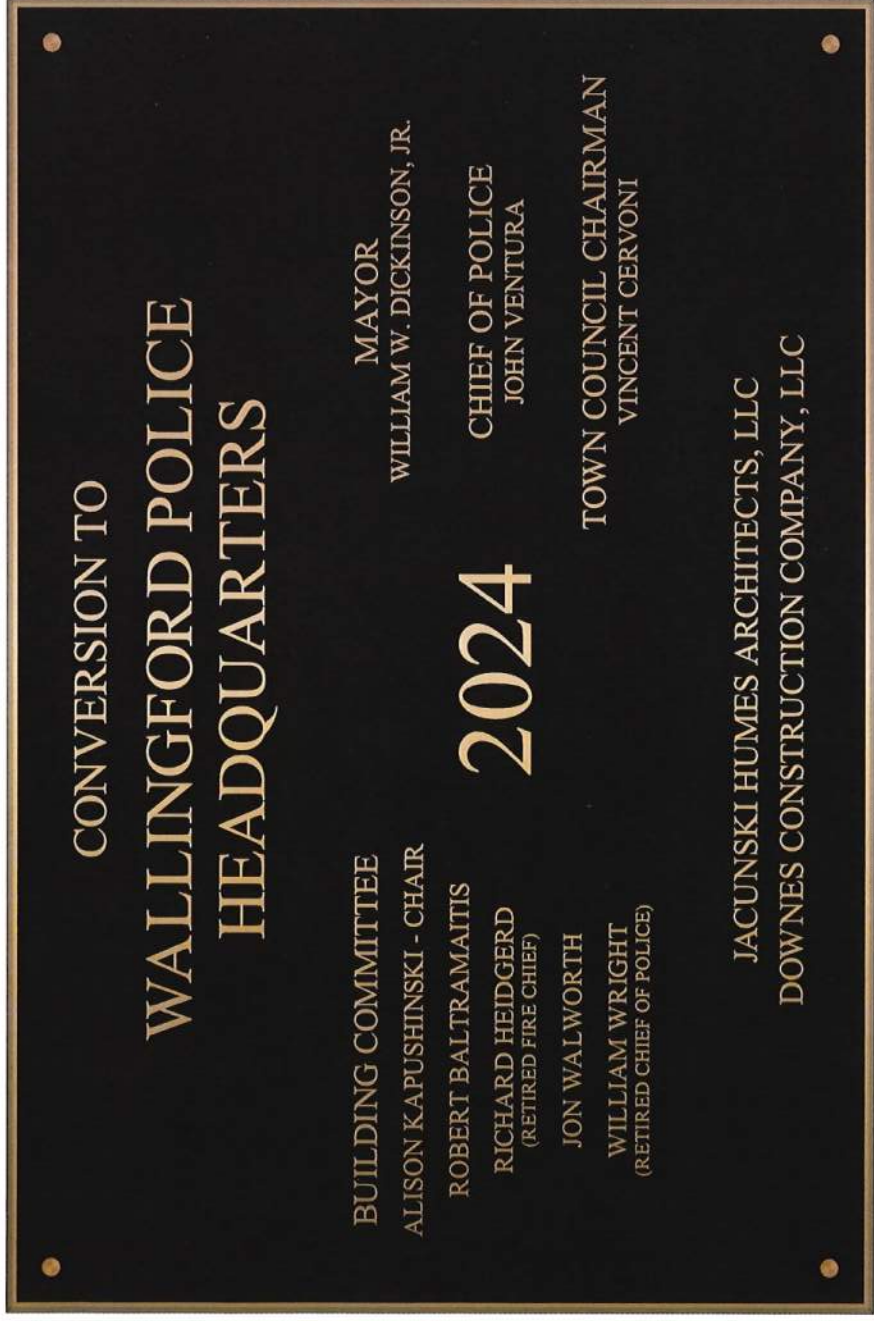 CONVERSION TO
WALLINGFORD POLICE
HEADQUARTERS
BUILDING COMMITTEE
ALISON KAPUSHINSKI - CHAIR
ROBERT BALTRAMAITIS
RICHARD HEIDGERD
(RETIRED FIRE CHIEF)
JON WALWORTH
WILLIAM WRIGHT
(RETIRED CHIEF OF POLICE)
2024
MAYOR
WILLIAM W. DICKINSON, JR.
CHIEF OF POLICE
JOHN VENTURA
TOWN COUNCIL CHAIRMAN
VINCENT CERVONI
JACUNSKI HUMES ARCHITECTS, LLC
DOWNES CONSTRUCTION COMPANY, LLC